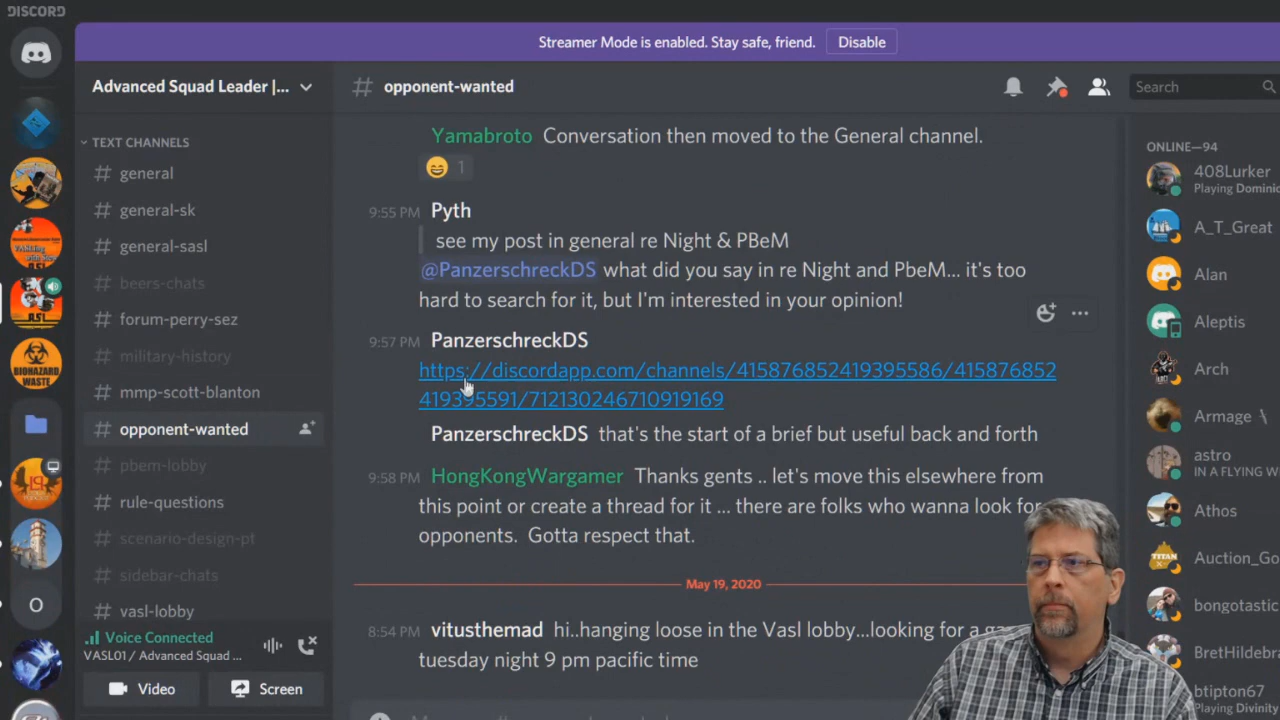 DISCORD
Streamer Mode is enabled. Stay safe, friend.
Disable
Advanced Squad Leader |...
# opponent-wanted
Search
TEXT CHANNELS
# general
# general-sk
# general-sasl
# beers-chats
# forum-perry-sez
# military-history
# mmp-scott-blanton
# opponent-wanted
# pbem-lobby
# rule-questions
# scenario-design-pt
# sidebar-chats
# vasl-lobby
Voice Connected
VASL01 / Advanced Squad ...
Video
Screen
Yamabroto Conversation then moved to the General channel.
1
9:55 PM Pyth
see my post in general re Night & PBeM
@PanzerschreckDS what did you say in re Night and PbeM... it's too
hard to search for it, but I'm interested in your opinion!
9:57 PM PanzerschreckDS
https://discordapp.com/channels/415876852419395586/415876852
419395591/712130246710919169
PanzerschreckDS that's the start of a brief but useful back and forth
9:58 PM HongKongWargamer Thanks gents .. let's move this elsewhere from
this point or create a thread for it ... there are folks who wanna look for
opponents. Gotta respect that.
May 19, 2020
8:54 PM vitusthemad hi..hanging loose in the Vasl lobby...looking for a
tuesday night 9 pm pacific time
ONLINE—94
408Lurker
Playing Dominic
A_T_Great
Alan
Aleptis
Arch
Armage \
astro
IN A FLYING W
Athos
TITAN
Auction_Go
bongotastic
BretHildebra
btipton67
Playing Divinity
ASL
BIOHAZARD
WASTE
O